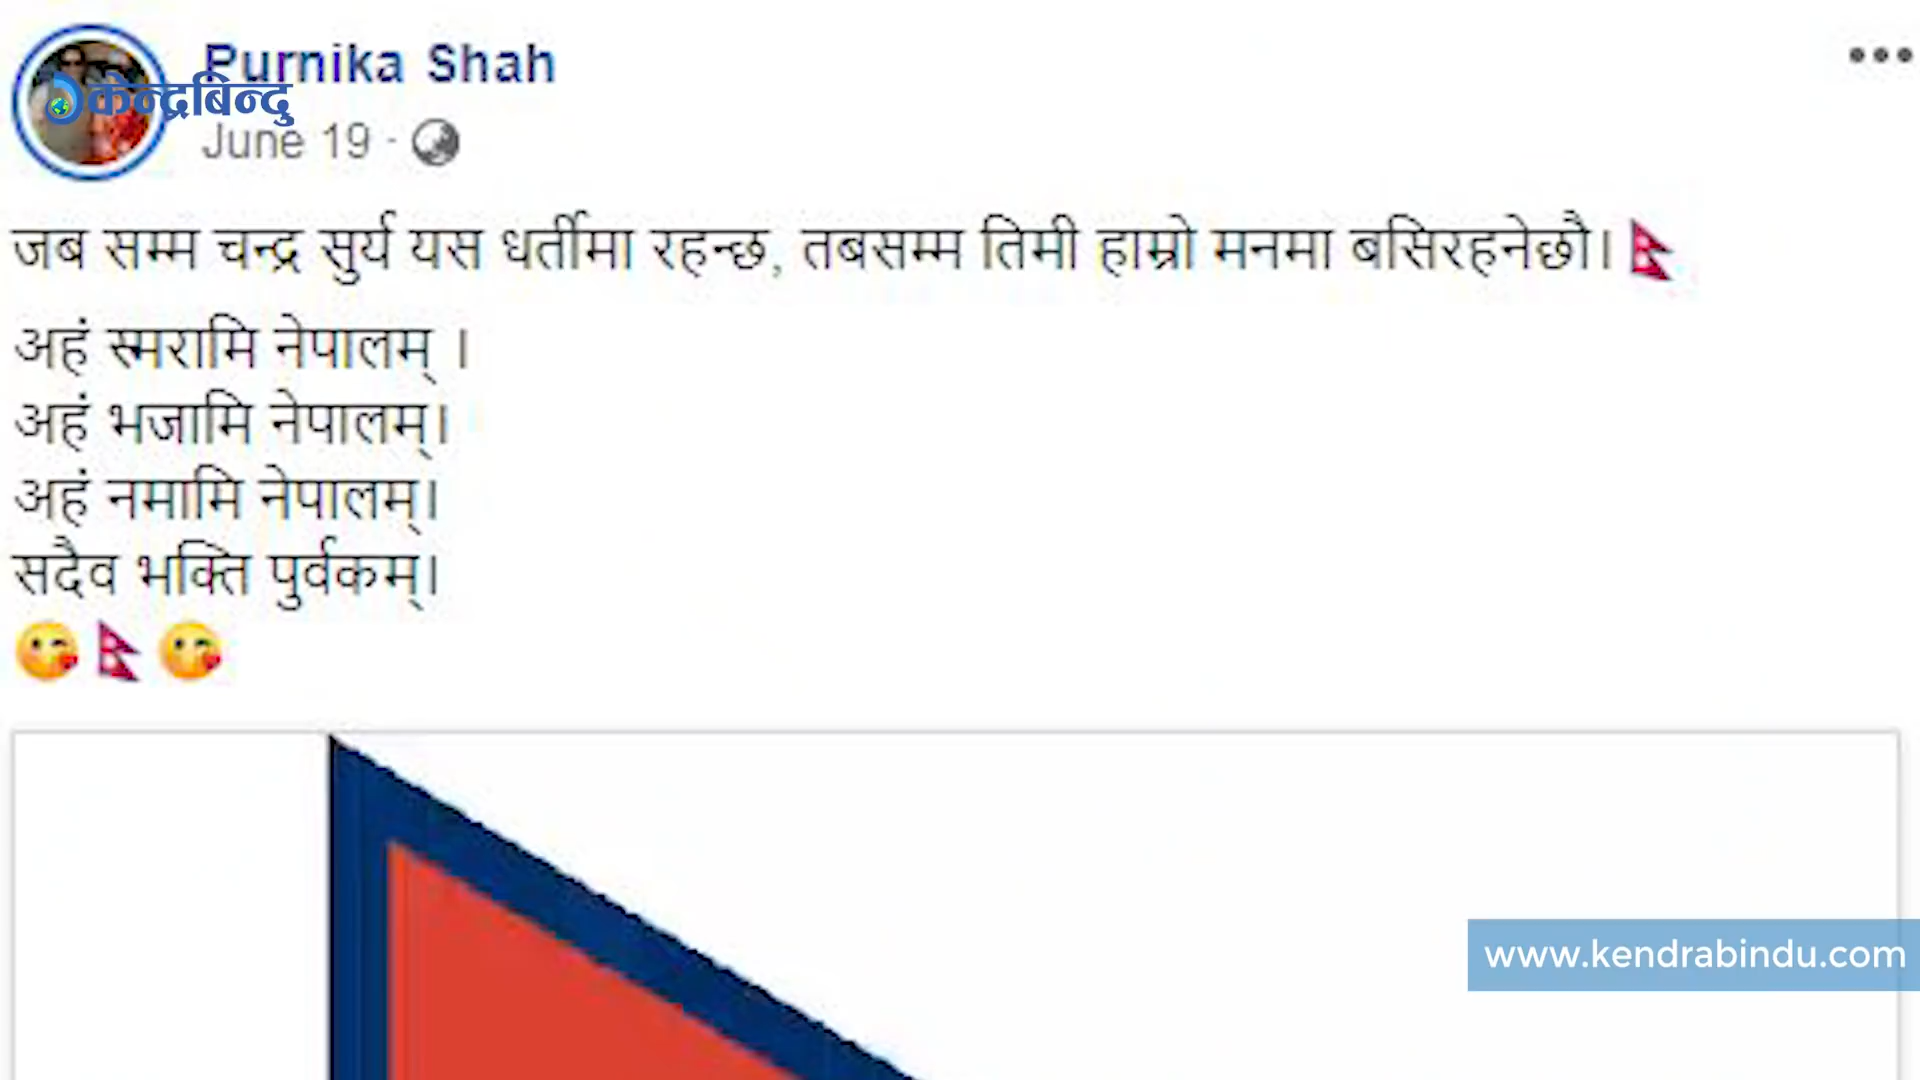 Purnika Shah
केन्द्रबिन्दु
June 19 ·
जब सम्म चन्द्र सुर्य यस धर्तीमा रहन्छ, तबसम्म तिमी हाम्रो मनमा बसिरहनेछौ। 🇳🇵
अहं स्मरामि नेपालम् ।
अहं भजामि नेपालम्।
अहं नमामि नेपालम्।
सदैव भक्ति पुर्वकम्।
😘🇳🇵😘
www.kendrabindu.com